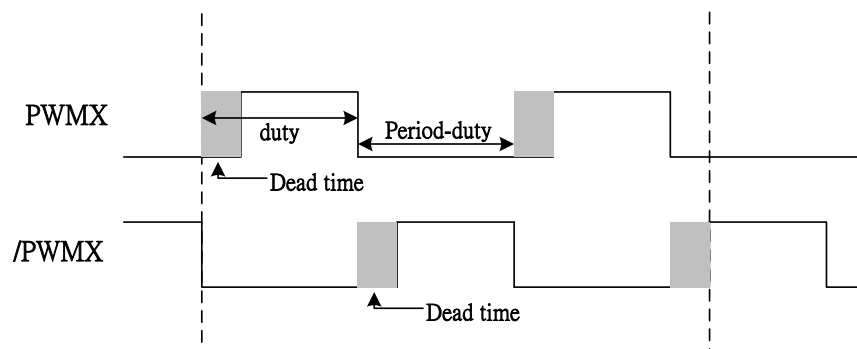 PWMX
duty
Period-duty
Dead time
/PWMX
Dead time